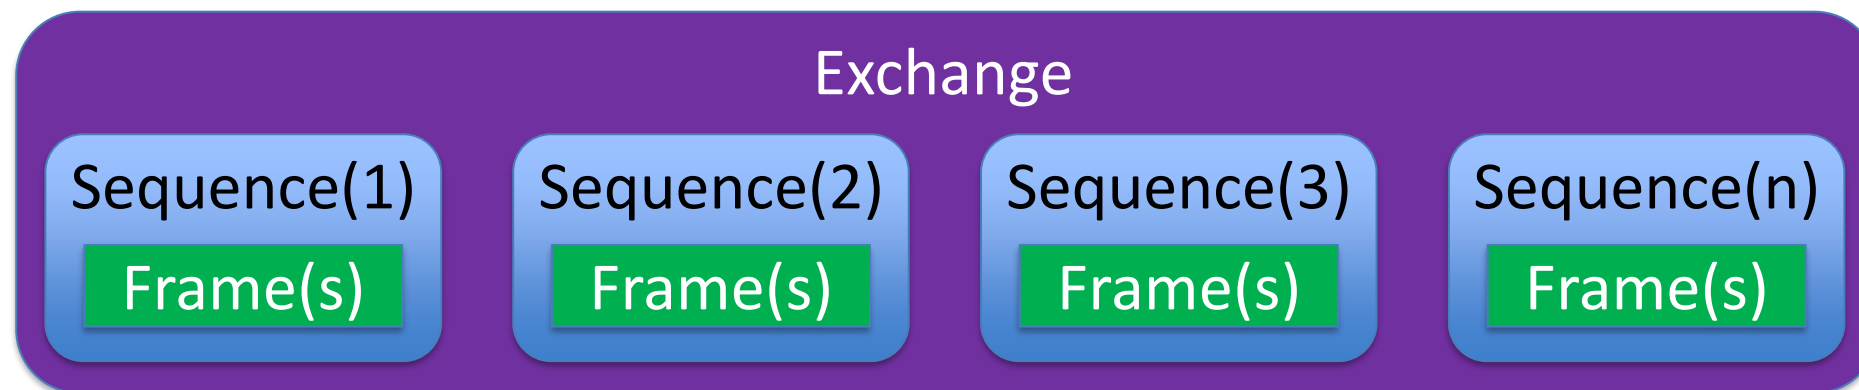 Exchange
Sequence(1) Sequence(2) Sequence(3) Sequence(n)
Frame(s) Frame(s) Frame(s) Frame(s)